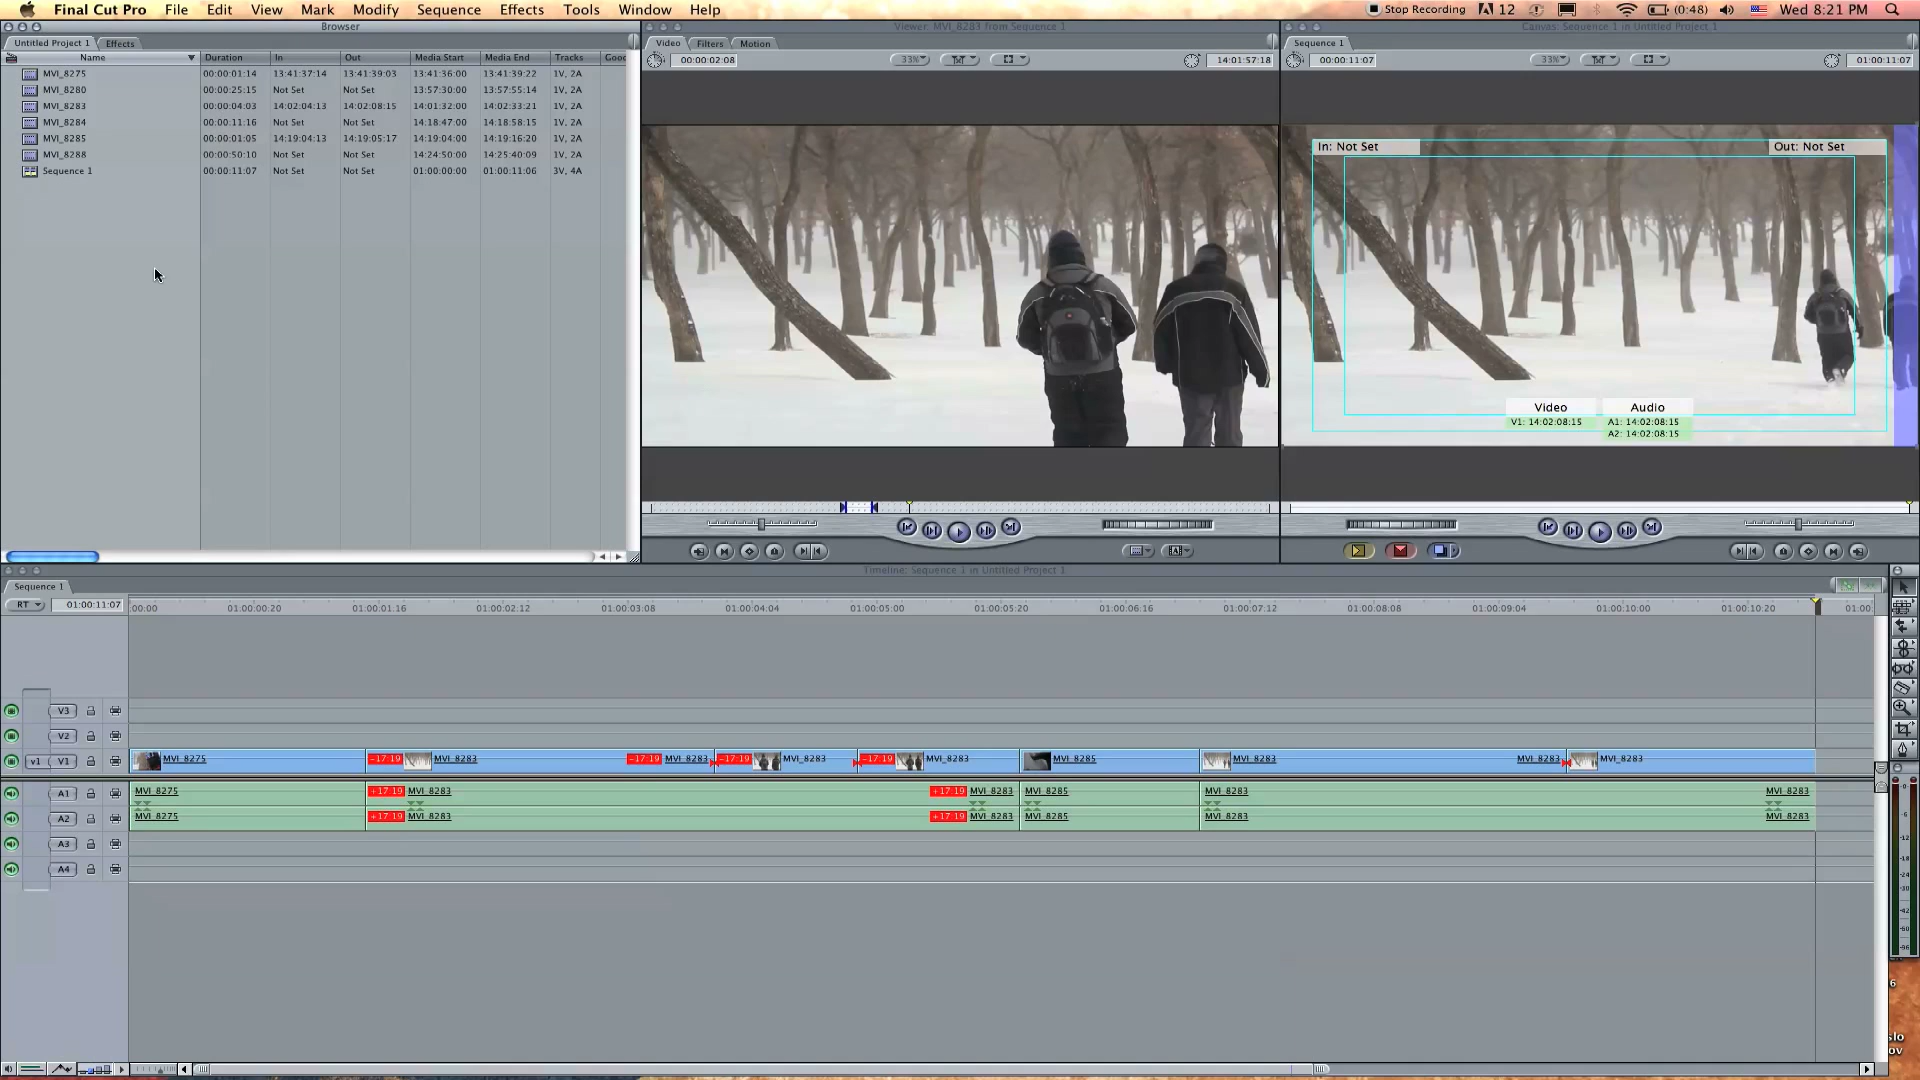 Final Cut Pro File Edit View Mark Modify Sequence Effects Tools Window Help Stop Recording 12 (0:48) Wed 8:21 PM
Browser
Untitled Project 1 Effects
Name Duration In Out Media Start Media End Tracks Good
MVI_8275 00:00:01:14 13:41:37:14 13:41:39:03 13:41:36:00 13:41:39:22 1V, 2A
MVI_8280 00:00:25:15 Not Set Not Set 13:57:30:00 13:57:55:14 1V, 2A
MVI_8283 00:00:04:03 14:02:04:13 14:02:08:15 14:01:32:00 14:02:33:21 1V, 2A
MVI_8284 00:00:11:16 Not Set Not Set 14:18:47:00 14:18:58:15 1V, 2A
MVI_8285 00:00:01:05 14:19:04:13 14:19:05:17 14:19:04:00 14:19:16:20 1V, 2A
MVI_8288 00:00:50:10 Not Set Not Set 14:24:50:00 14:25:40:09 1V, 2A
Sequence 1 00:00:11:07 Not Set Not Set 01:00:00:00 01:00:11:06 3V, 4A
Viewer: MVI_8283 from Sequence 1
Video Filters Motion
00:00:02:08 33% 14:01:57:18
Canvas: Sequence 1 in Untitled Project 1
Sequence 1
00:00:11:07 33% 01:00:11:07
In: Not Set Out: Not Set
Video Audio
V1: 14:02:08:15 A1: 14:02:08:15
A2: 14:02:08:15
Timeline: Sequence 1 in Untitled Project 1
Sequence 1
RT 01:00:11:07 :00:00 01:00:00:20 01:00:01:16 01:00:02:12 01:00:03:08 01:00:04:04 01:00:05:00 01:00:05:20 01:00:06:16 01:00:07:12 01:00:08:08 01:00:09:04 01:00:10:00 01:00:10:20 01:00:
V3
V2
v1 V1 MVI_8275 -17:19 MVI_8283 -17:19 MVI_8283 -17:19 MVI_8283 -17:19 MVI_8283 MVI_8285 MVI_8283 MVI_8283 MVI_8283
A1 MVI_8275 +17:19 MVI_8283 +17:19 MVI_8283 MVI_8285 MVI_8283 MVI_8283
A2 MVI_8275 +17:19 MVI_8283 +17:19 MVI_8283 MVI_8285 MVI_8283 MVI_8283
A3
A4
-0
-6
-12
-18
-24
-30
-42
-60
-96
6
slo
ov